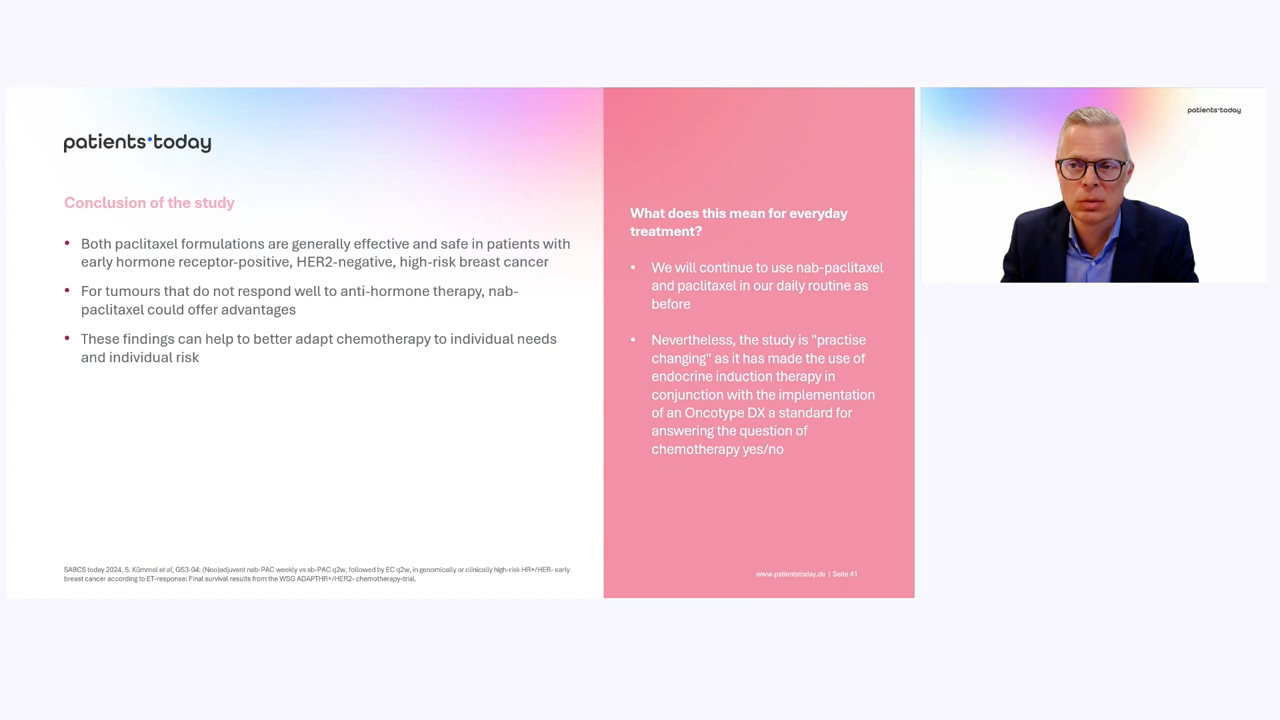 patients•today
Conclusion of the study
• Both paclitaxel formulations are generally effective and safe in patients with
early hormone receptor-positive, HER2-negative, high-risk breast cancer
• For tumours that do not respond well to anti-hormone therapy, nab-
paclitaxel could offer advantages
• These findings can help to better adapt chemotherapy to individual needs
and individual risk
SABCS today 2024, S. Kümmel et al, GS3-04: (Neo)adjuvent nab-PAC weekly vs sb-PAC q2w, followed by EC q2w, in genomically or clinically high-risk HR+/HER- early
breast cancer according to ET-response: Final survival results from the WSG ADAPTHR+/HER2- chemotherapy-trial.
What does this mean for everyday
treatment?
• We will continue to use nab-paclitaxel
and paclitaxel in our daily routine as
before
• Nevertheless, the study is "practise
changing" as it has made the use of
endocrine induction therapy in
conjunction with the implementation
of an Oncotype DX a standard for
answering the question of
chemotherapy yes/no
www.patientstoday.de | Seite 41
patients•today